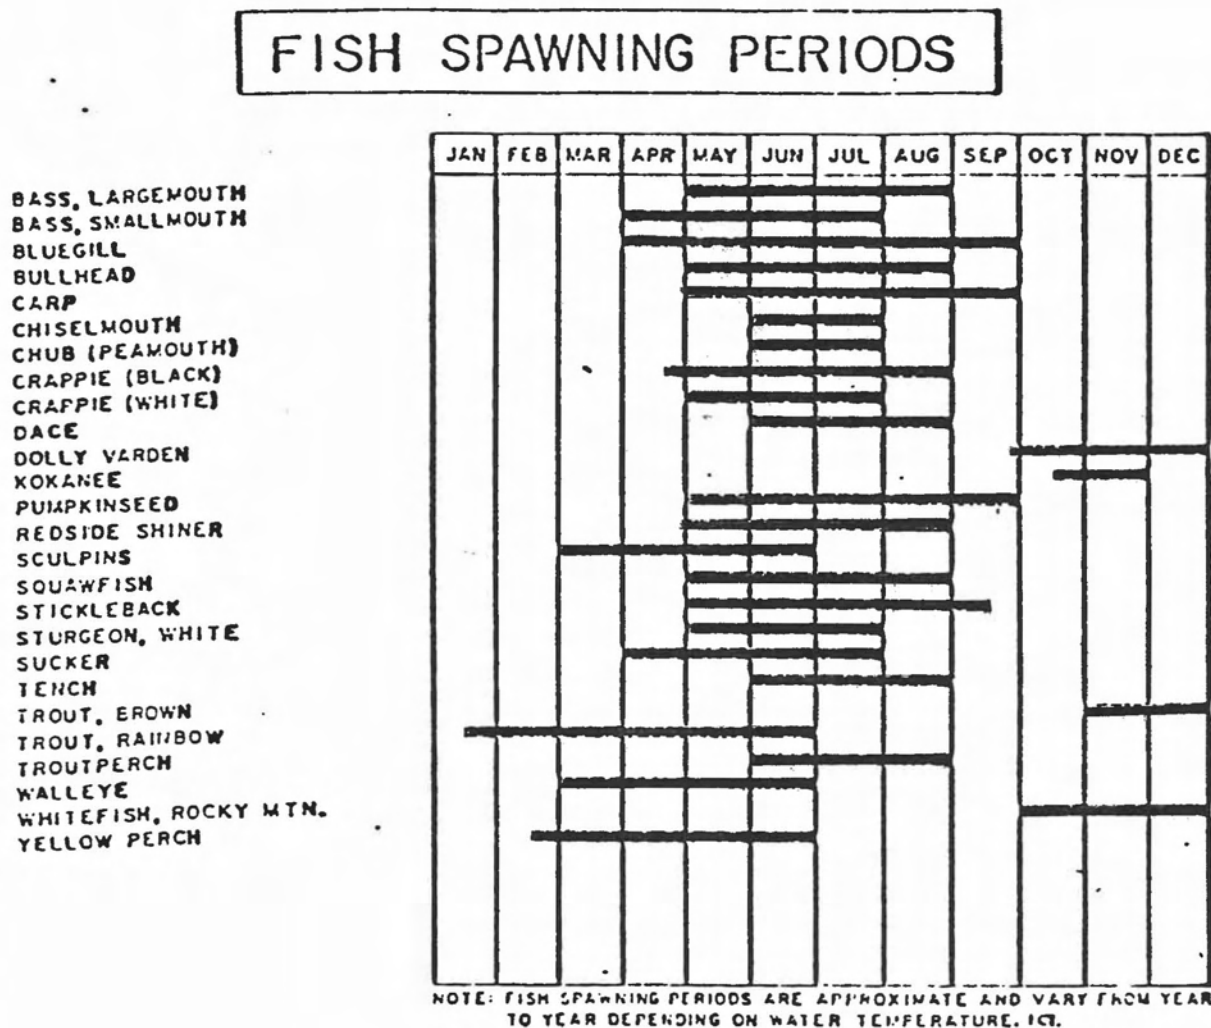 FISH SPAWNING PERIODS
JAN FEB MAR APR MAY JUN JUL AUG SEP OCT NOV DEC
BASS, LARGEMOUTH
BASS, SMALLMOUTH
BLUEGILL
BULLHEAD
CARP
CHISELMOUTH
CHUB (PEAMOUTH)
CRAPPIE (BLACK)
CRAPPIE (WHITE)
DACE
DOLLY VARDEN
KOKANEE
PUMPKINSEED
REDSIDE SHINER
SCULPINS
SQUAWFISH
STICKLEBACK
STURGEON, WHITE
SUCKER
TENCH
TROUT, BROWN
TROUT, RAINBOW
TROUTPERCH
WALLEYE
WHITEFISH, ROCKY MTN.
YELLOW PERCH
NOTE: FISH SPAWNING PERIODS ARE APPROXIMATE AND VARY FROM YEAR
TO YEAR DEPENDING ON WATER TEMPERATURE.